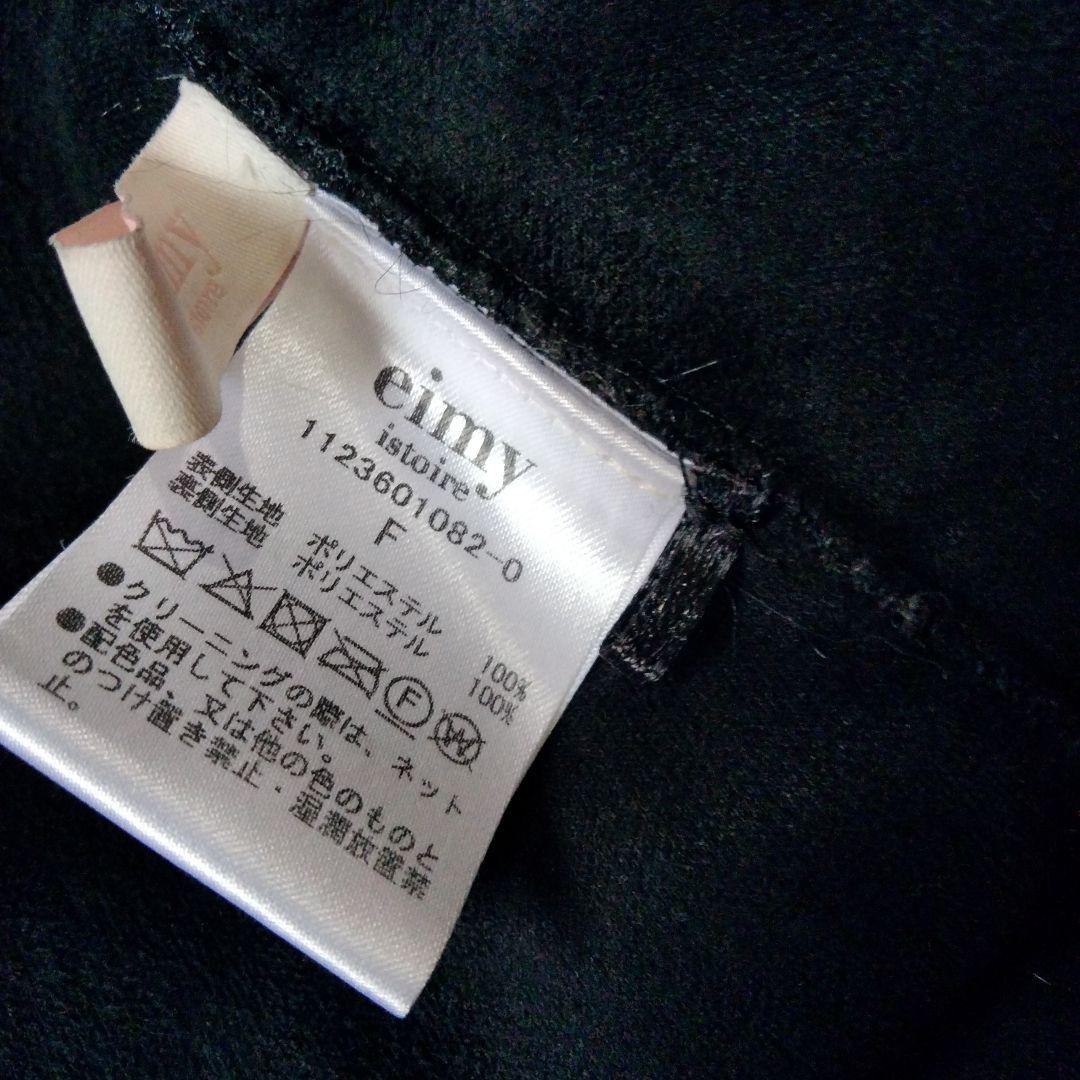 eimy
istoire
eimy
istoire
1123601082-0
F
表側生地 ポリエステル 100%
裏側生地 ポリエステル 100%
F
W
●クリーニングの際は、ネット
を使用して下さい。
●配色品、又は他の色のものと
のつけ置き禁止・湿潤放置禁
止。